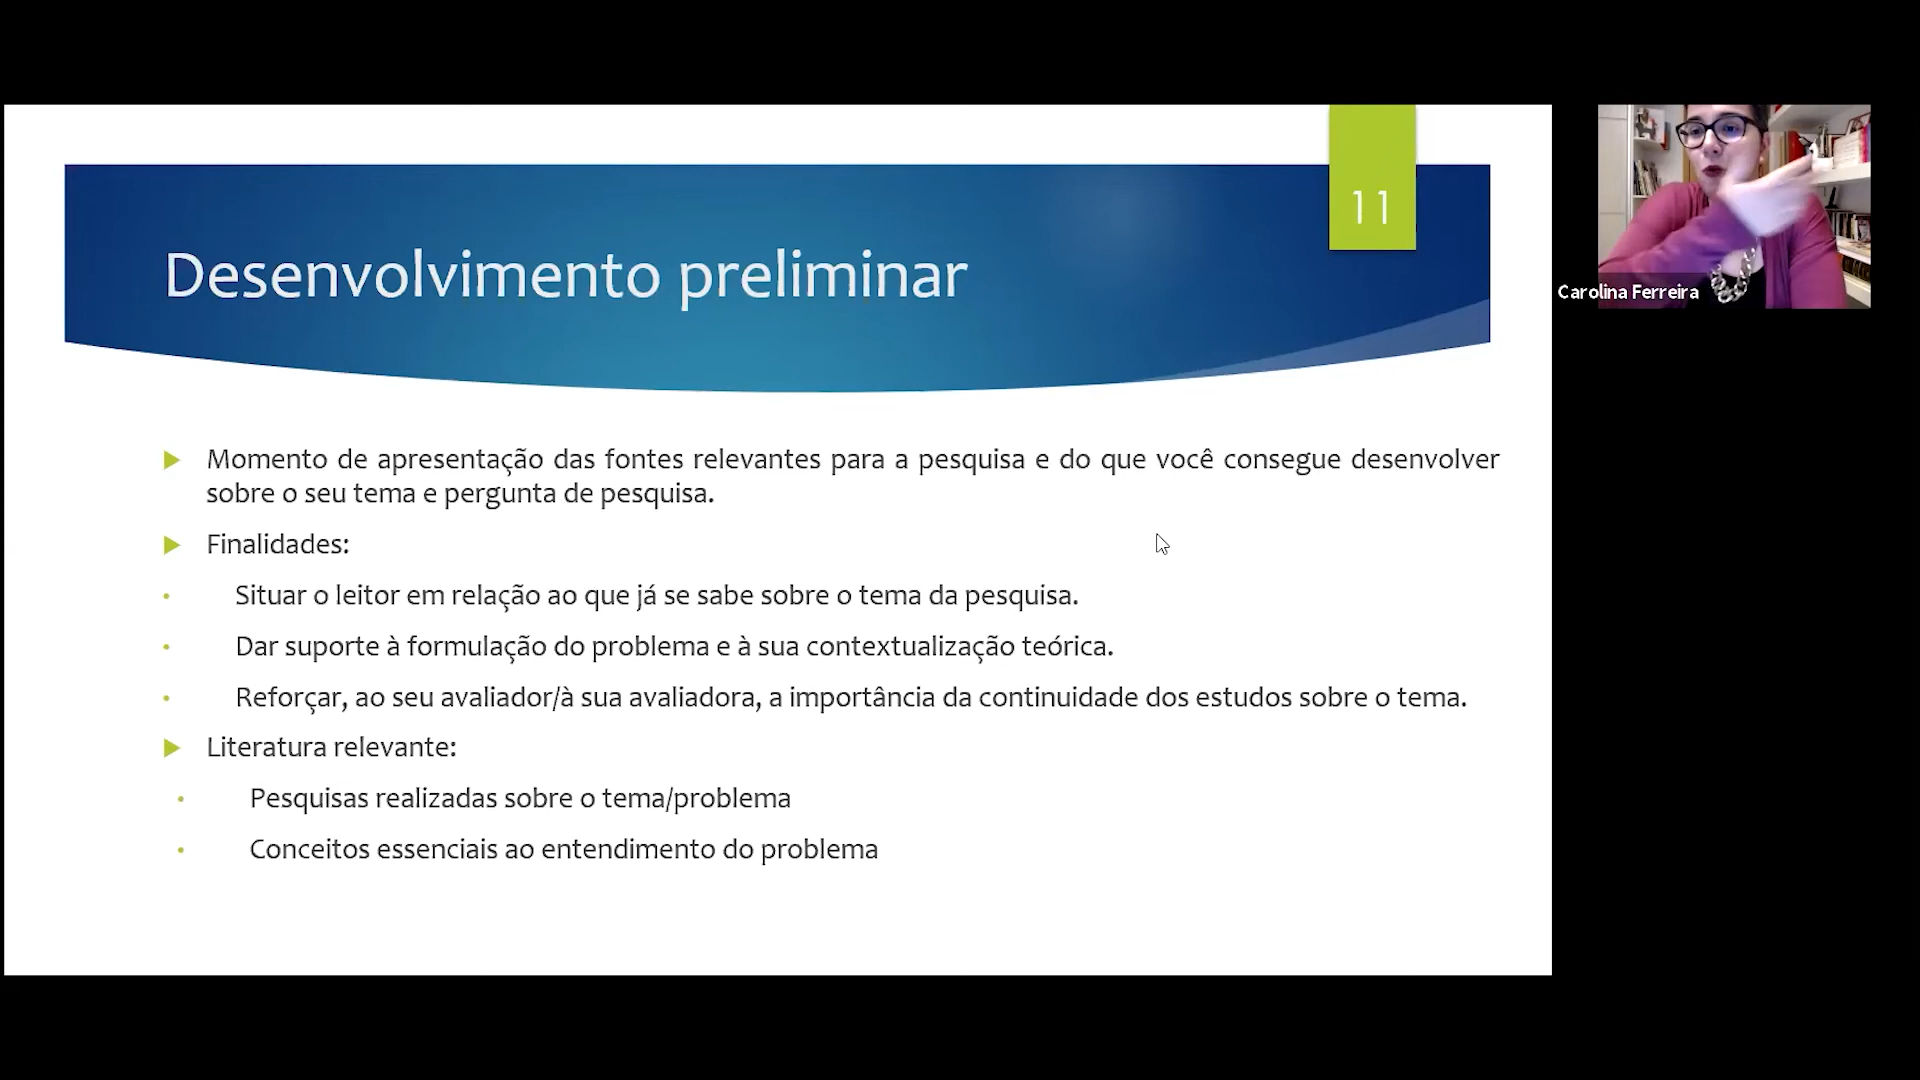 11
Desenvolvimento preliminar
Carolina Ferreira
Momento de apresentação das fontes relevantes para a pesquisa e do que você consegue desenvolver
sobre o seu tema e pergunta de pesquisa.
Finalidades:
Situar o leitor em relação ao que já se sabe sobre o tema da pesquisa.
Dar suporte à formulação do problema e à sua contextualização teórica.
Reforçar, ao seu avaliador/à sua avaliadora, a importância da continuidade dos estudos sobre o tema.
Literatura relevante:
Pesquisas realizadas sobre o tema/problema
Conceitos essenciais ao entendimento do problema